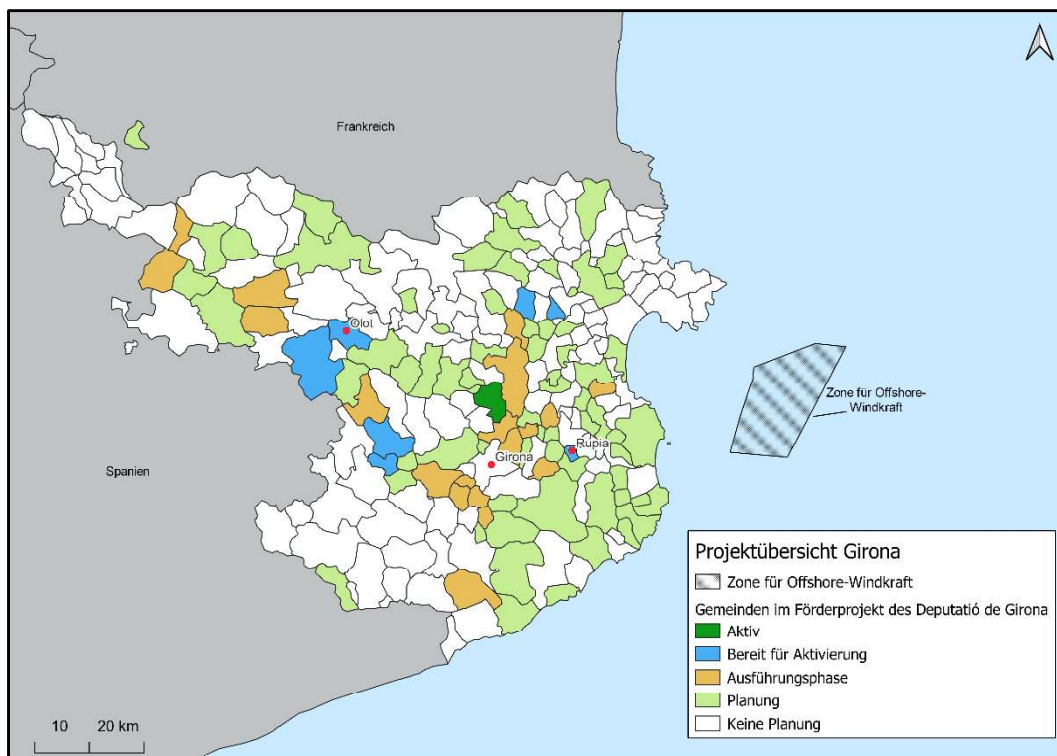 Frankreich
Olot
Zone für Offshore-
Windkraft
Rupia
Girona
Spanien
Projektübersicht Girona
Zone für Offshore-Windkraft
Gemeinden im Förderprojekt des Deputatió de Girona
Aktiv
Bereit für Aktivierung
Ausführungsphase
Planung
Keine Planung
10 20 km